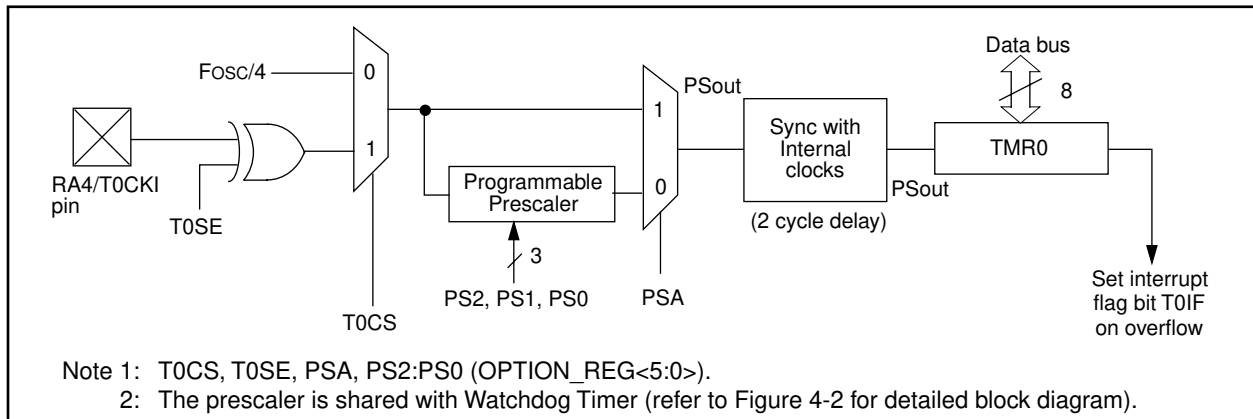 Data bus
8
FOSC/4
0
1
PSout
1
0
Sync with
Internal
clocks
(2 cycle delay)
PSout
TMR0
RA4/T0CKI
pin
T0SE
Programmable
Prescaler
3
PS2, PS1, PS0
T0CS
PSA
Set interrupt
flag bit T0IF
on overflow
Note 1: T0CS, T0SE, PSA, PS2:PS0 (OPTION_REG<5:0>).
2: The prescaler is shared with Watchdog Timer (refer to Figure 4-2 for detailed block diagram).